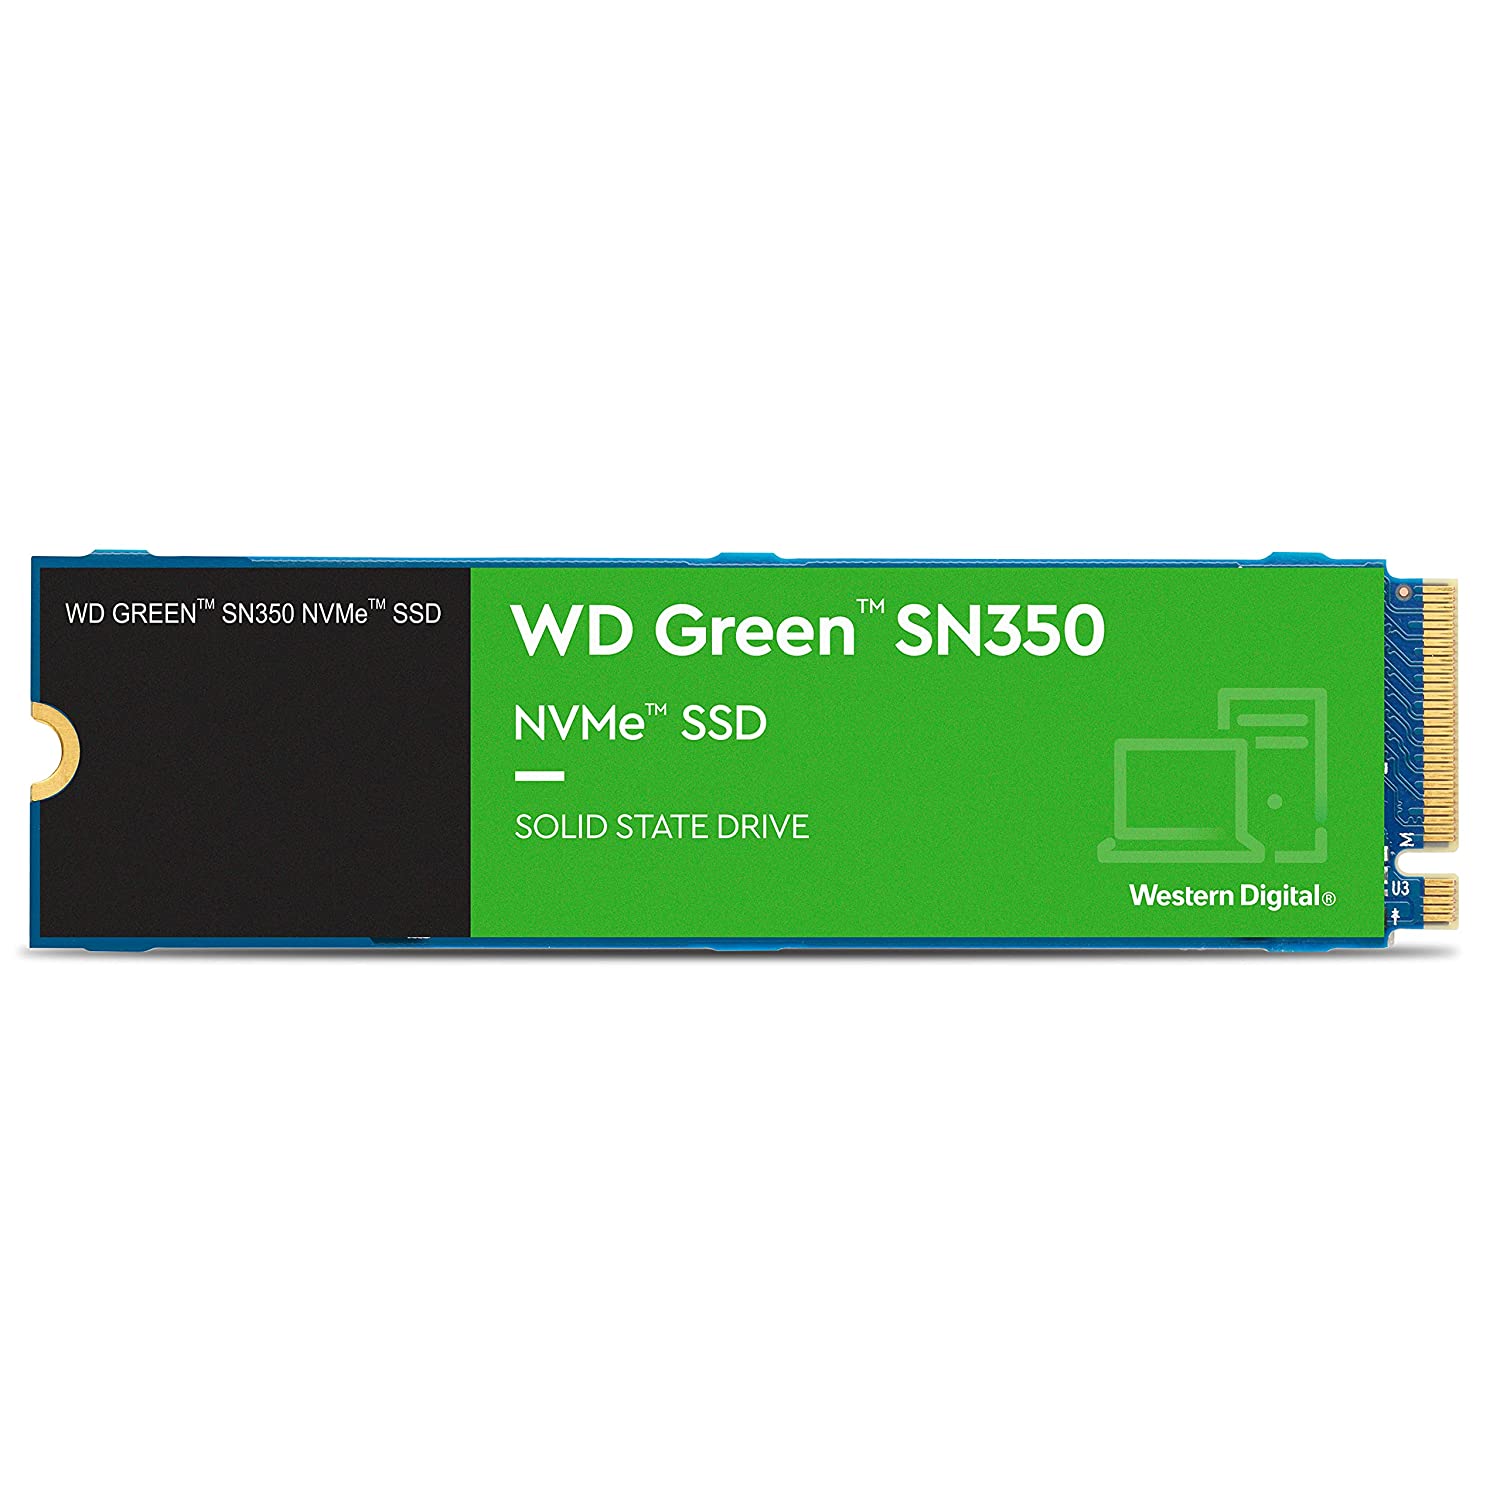 WD GREEN™ SN350 NVMe™ SSD
WD Green™ SN350
NVMe™ SSD
SOLID STATE DRIVE
Western Digital®
M
U3